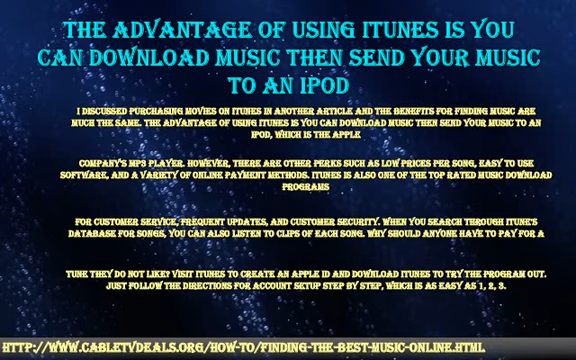 THE ADVANTAGE OF USING ITUNES IS YOU
CAN DOWNLOAD MUSIC THEN SEND YOUR MUSIC
TO AN IPOD
I DISCUSSED PURCHASING MOVIES ON ITUNES IN ANOTHER ARTICLE AND THE BENEFITS FOR FINDING MUSIC ARE
MUCH THE SAME. THE ADVANTAGE OF USING ITUNES IS YOU CAN DOWNLOAD MUSIC THEN SEND YOUR MUSIC TO AN
IPOD, WHICH IS THE APPLE
COMPANY'S MP3 PLAYER. HOWEVER, THERE ARE OTHER PERKS SUCH AS LOW PRICES PER SONG, EASY TO USE
SOFTWARE, AND A VARIETY OF ONLINE PAYMENT METHODS. ITUNES IS ALSO ONE OF THE TOP RATED MUSIC DOWNLOAD
PROGRAMS
FOR CUSTOMER SERVICE, FREQUENT UPDATES, AND CUSTOMER SECURITY. WHEN YOU SEARCH THROUGH ITUNE'S
DATABASE FOR SONGS, YOU CAN ALSO LISTEN TO CLIPS OF EACH SONG. WHY SHOULD ANYONE HAVE TO PAY FOR A
TUNE THEY DO NOT LIKE? VISIT ITUNES TO CREATE AN APPLE ID AND DOWNLOAD ITUNES TO TRY THE PROGRAM OUT.
JUST FOLLOW THE DIRECTIONS FOR ACCOUNT SETUP STEP BY STEP, WHICH IS AS EASY AS 1, 2, 3.
HTTP://WWW.CABLETVDEALS.ORG/HOW-TO/FINDING-THE-BEST-MUSIC-ONLINE.HTML